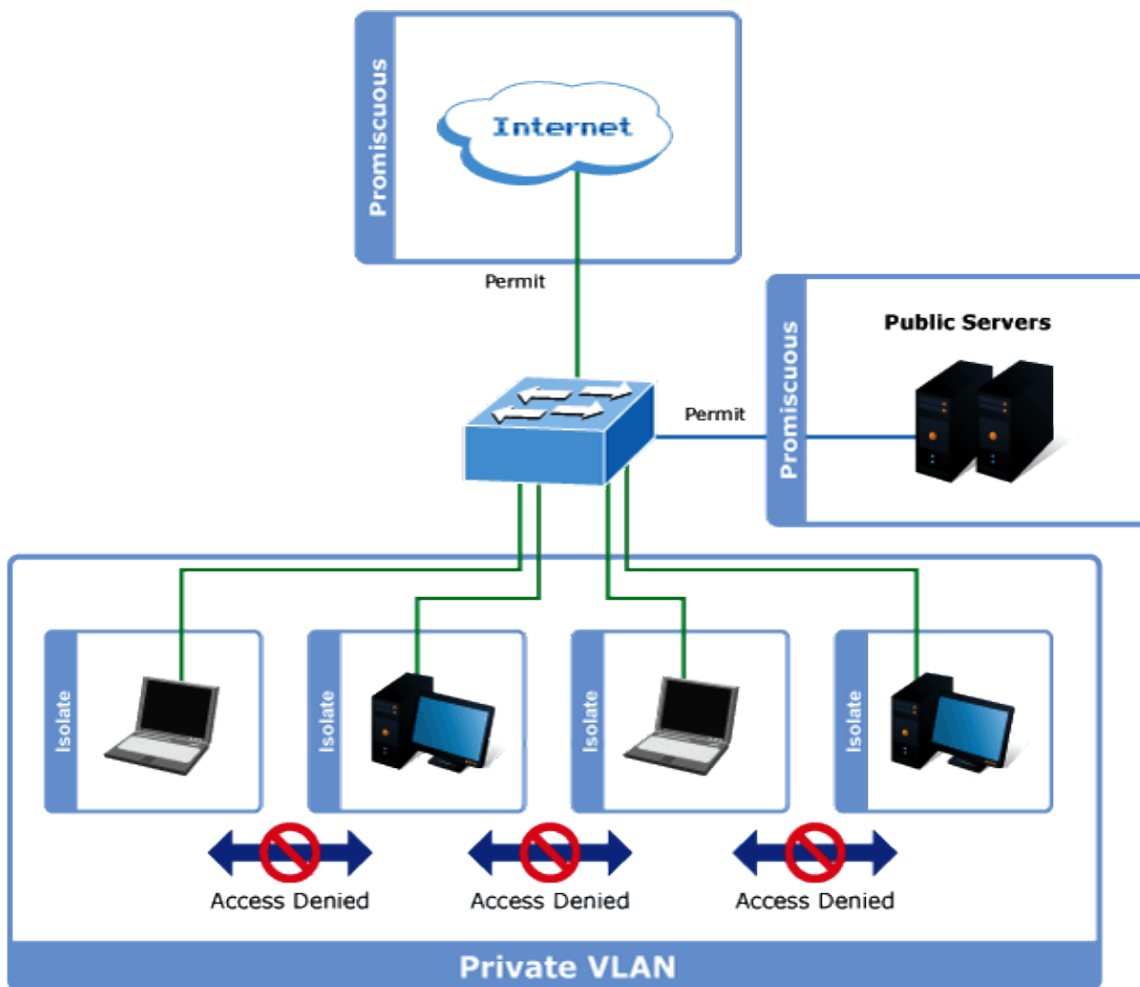 Promiscuous
Internet
Permit
Promiscuous
Public Servers
Permit
Isolate
Isolate
Isolate
Isolate
Access Denied
Access Denied
Access Denied
Private VLAN